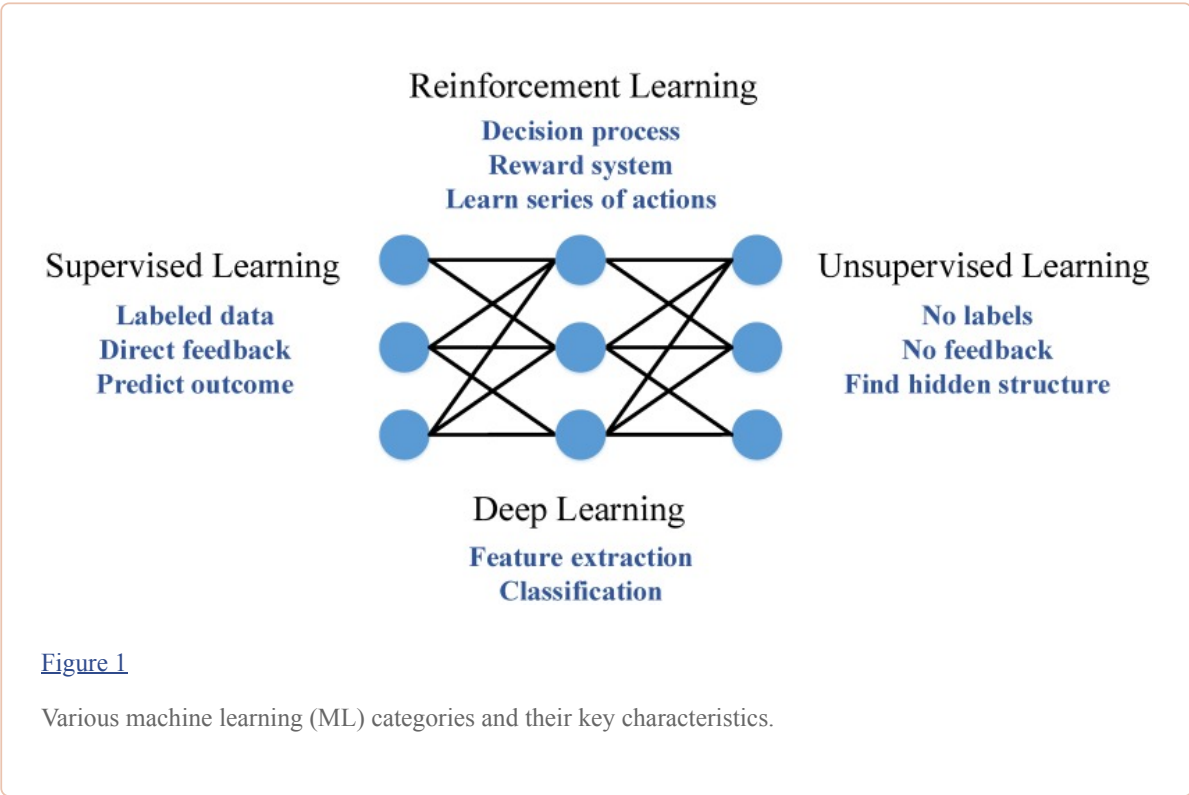 Reinforcement Learning
Decision process
Reward system
Learn series of actions
Supervised Learning
Labeled data
Direct feedback
Predict outcome
Unsupervised Learning
No labels
No feedback
Find hidden structure
Deep Learning
Feature extraction
Classification
Figure 1
Various machine learning (ML) categories and their key characteristics.